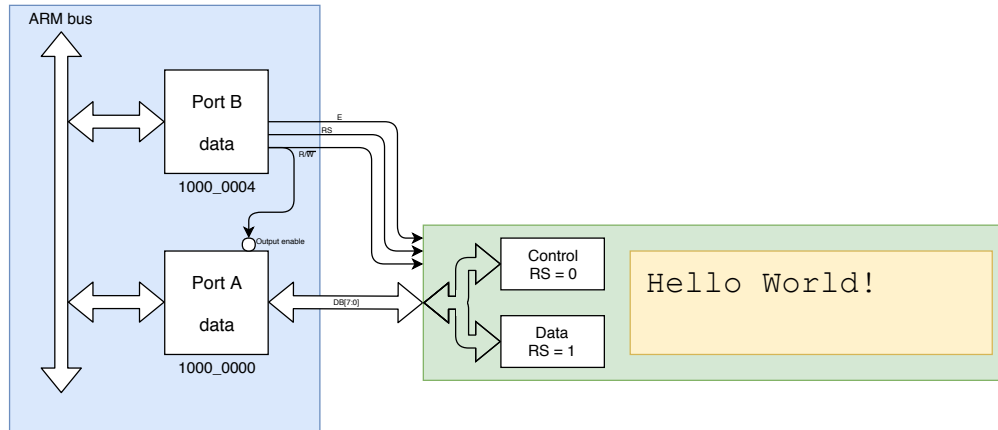 ARM bus
Port B
data
1000_0004
E
RS
R/W̅
Output enable
Port A
data
1000_0000
DB[7:0]
Control
RS = 0
Data
RS = 1
Hello World!